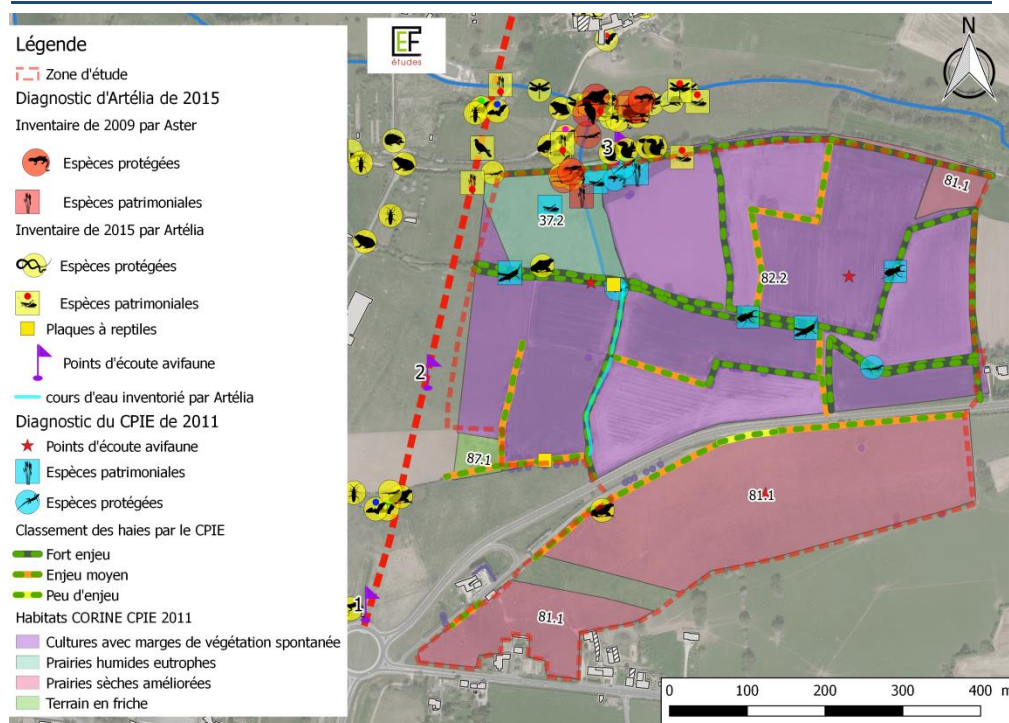 Légende
Zone d'étude
Diagnostic d'Artélia de 2015
Inventaire de 2009 par Aster
Espèces protégées
Espèces patrimoniales
Inventaire de 2015 par Artélia
Espèces protégées
Espèces patrimoniales
Plaques à reptiles
Points d'écoute avifaune
cours d'eau inventorié par Artélia
Diagnostic du CPIE de 2011
Points d'écoute avifaune
Espèces patrimoniales
Espèces protégées
Classement des haies par le CPIE
Fort enjeu
Enjeu moyen
Peu d'enjeu
Habitats CORINE CPIE 2011
Cultures avec marges de végétation spontanée
Prairies humides eutrophes
Prairies sèches améliorées
Terrain en friche
CEF
études
N
3
81.1
37.2
82.2
2
87.1
81.1
1
81.1
0 100 200 300 400 m